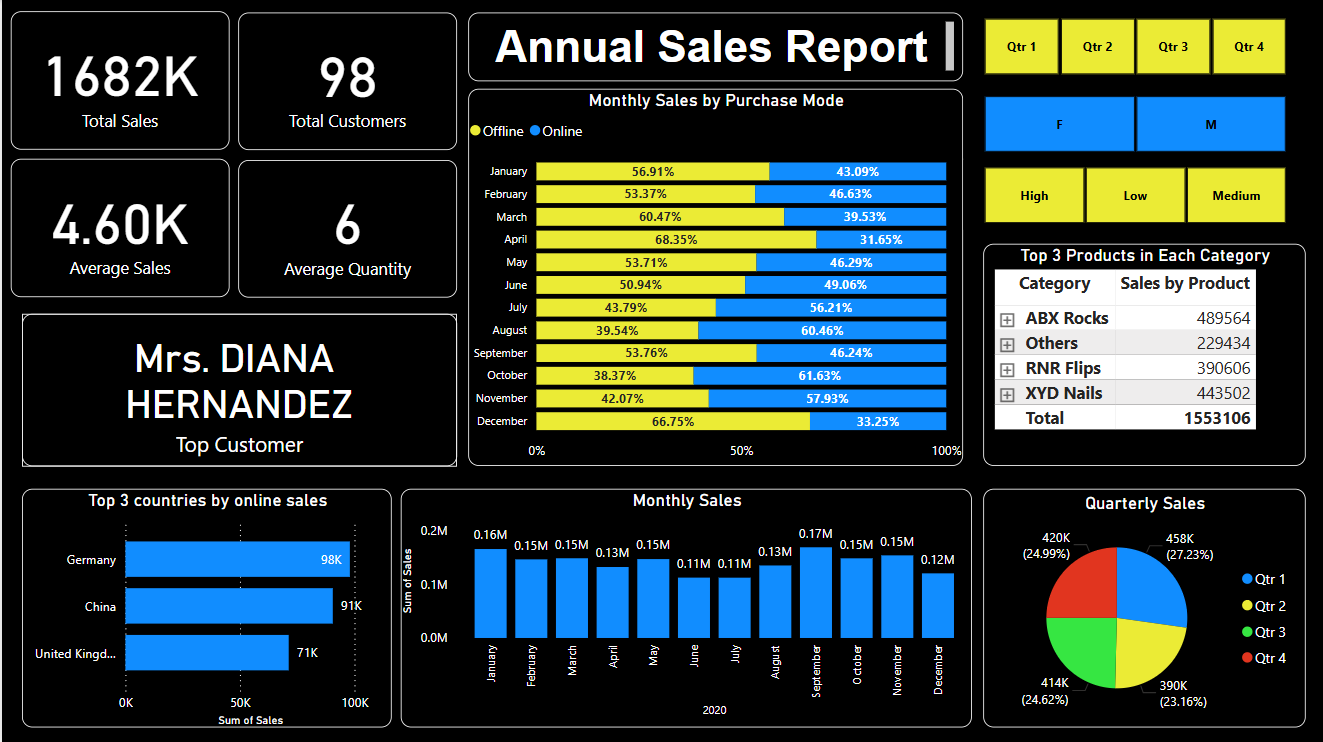 1682K
Total Sales
98
Total Customers
4.60K
Average Sales
6
Average Quantity
Mrs. DIANA
HERNANDEZ
Top Customer
Annual Sales Report
Monthly Sales by Purchase Mode
Offline Online
January 56.91% 43.09%
February 53.37% 46.63%
March 60.47% 39.53%
April 68.35% 31.65%
May 53.71% 46.29%
June 50.94% 49.06%
July 43.79% 56.21%
August 39.54% 60.46%
September 53.76% 46.24%
October 38.37% 61.63%
November 42.07% 57.93%
December 66.75% 33.25%
0% 50% 100%
Qtr 1 Qtr 2 Qtr 3 Qtr 4
F M
High Low Medium
Top 3 Products in Each Category
Category Sales by Product
ABX Rocks 489564
Others 229434
RNR Flips 390606
XYD Nails 443502
Total 1553106
Top 3 countries by online sales
Germany 98K
China 91K
United Kingd... 71K
0K 50K 100K
Sum of Sales
Monthly Sales
Sum of Sales
0.2M
0.1M
0.0M
0.16M 0.15M 0.15M 0.13M 0.15M 0.11M 0.11M 0.13M 0.17M 0.15M 0.15M 0.12M
January February March April May June July August September October November December
2020
Quarterly Sales
420K
(24.99%)
458K
(27.23%)
414K
(24.62%)
390K
(23.16%)
Qtr 1
Qtr 2
Qtr 3
Qtr 4